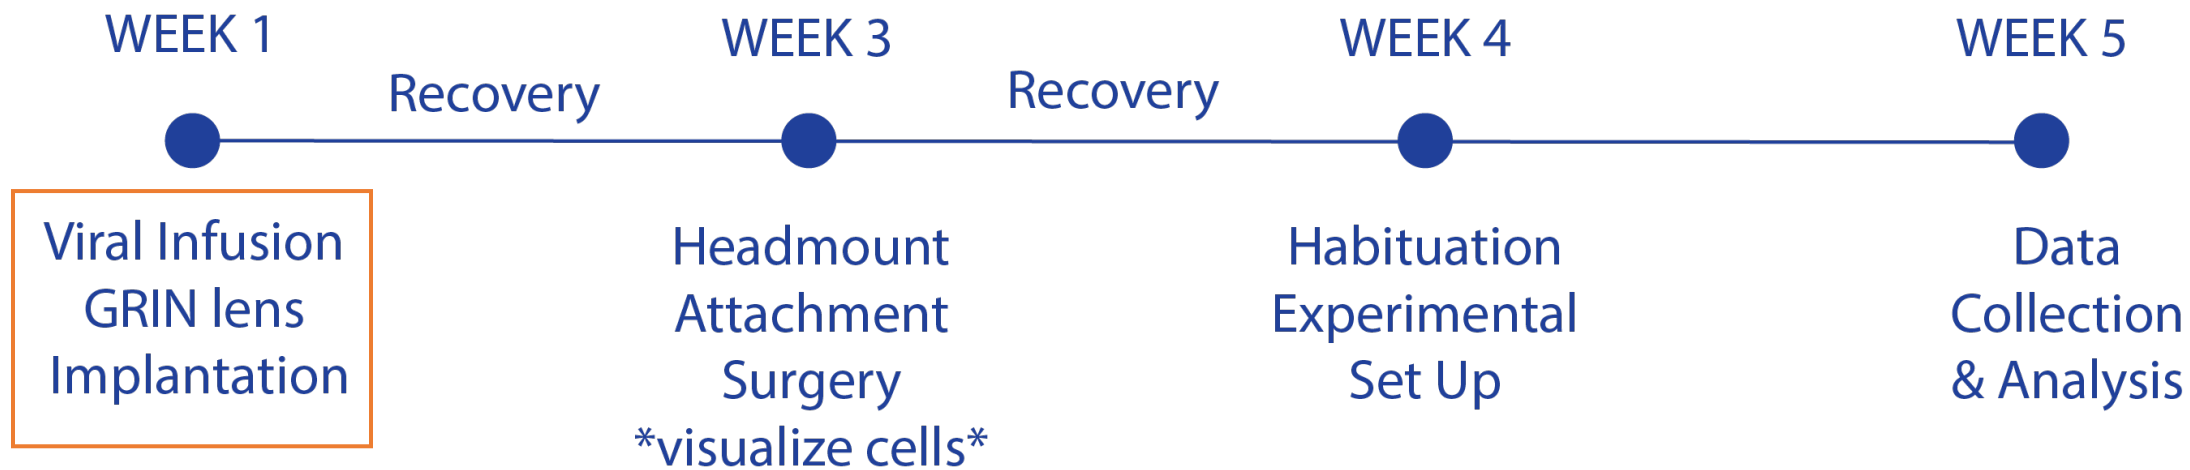 WEEK 1
WEEK 3
WEEK 4
WEEK 5
Recovery
Recovery
Viral Infusion
GRIN lens
Implantation
Headmount
Attachment
Surgery
*visualize cells*
Habituation
Experimental
Set Up
Data
Collection
& Analysis